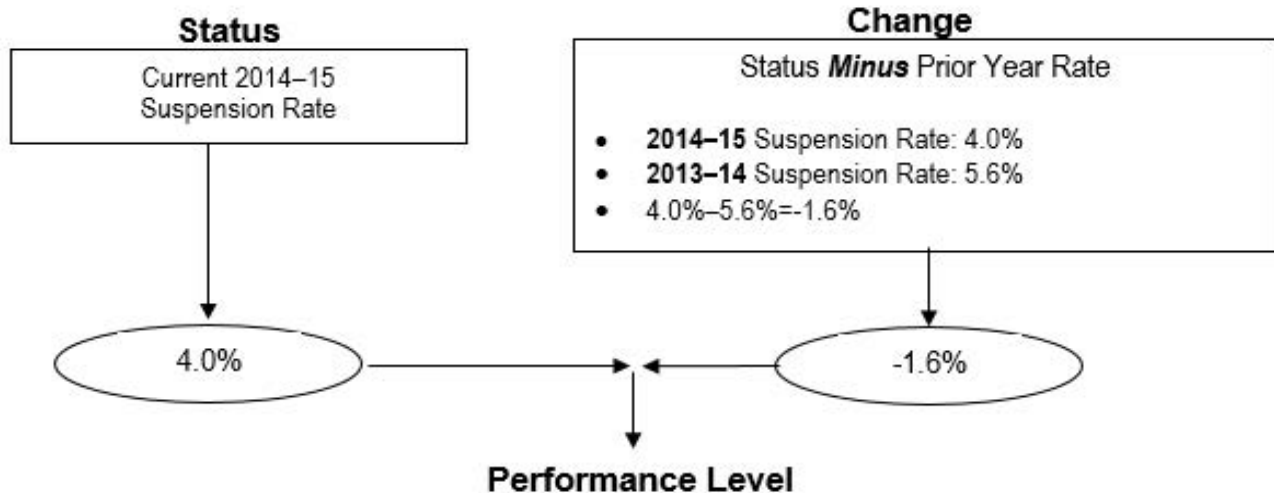 Status
Current 2014–15
Suspension Rate
Change
Status Minus Prior Year Rate
• 2014–15 Suspension Rate: 4.0%
• 2013–14 Suspension Rate: 5.6%
• 4.0%–5.6%=-1.6%
4.0%
-1.6%
Performance Level